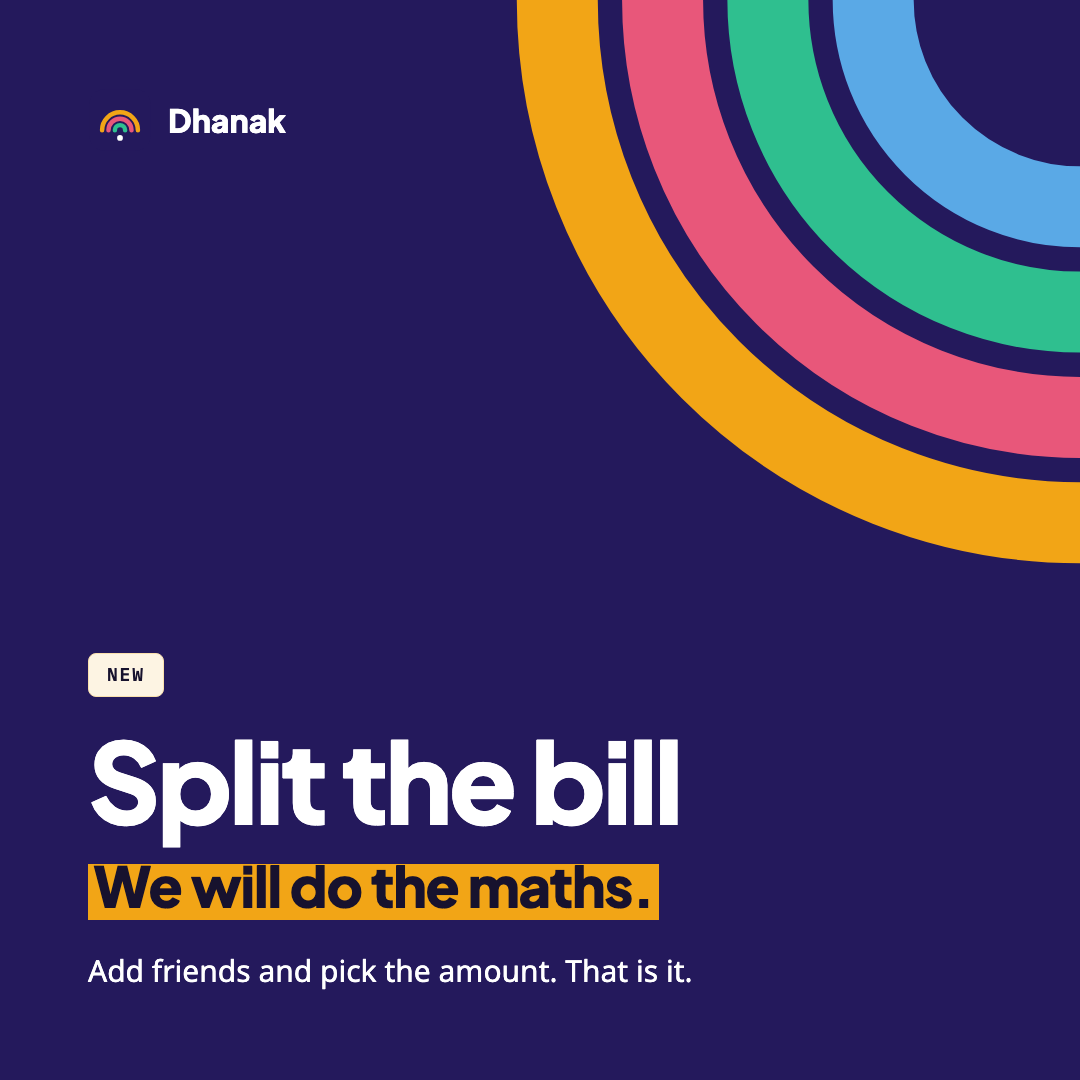 Dhanak
NEW
Split the bill
We will do the maths.
Add friends and pick the amount. That is it.